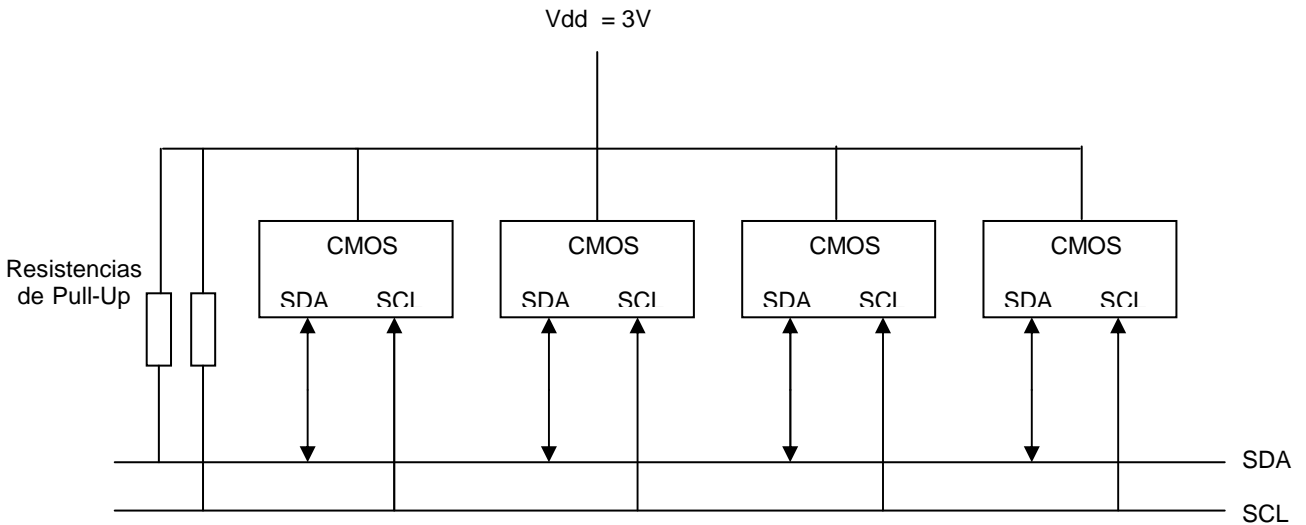 Vdd = 3V
CMOS
CMOS
CMOS
CMOS
Resistencias
de Pull-Up
SDA SCL
SDA SCL
SDA SCL
SDA SCL
SDA
SCL